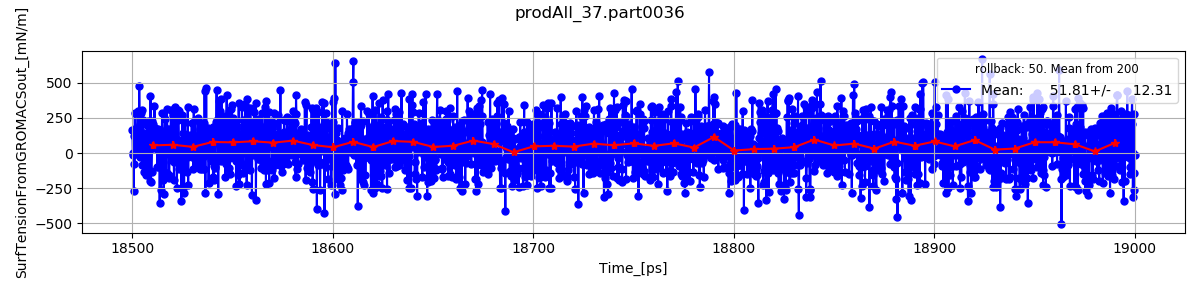 prodAll_37.part0036
SurfTensionFromGROMACSout_[mN/m]
500
250
0
−250
−500
rollback: 50. Mean from 200
Mean: 51.81+/- 12.31
18500 18600 18700 18800 18900 19000
Time_[ps]